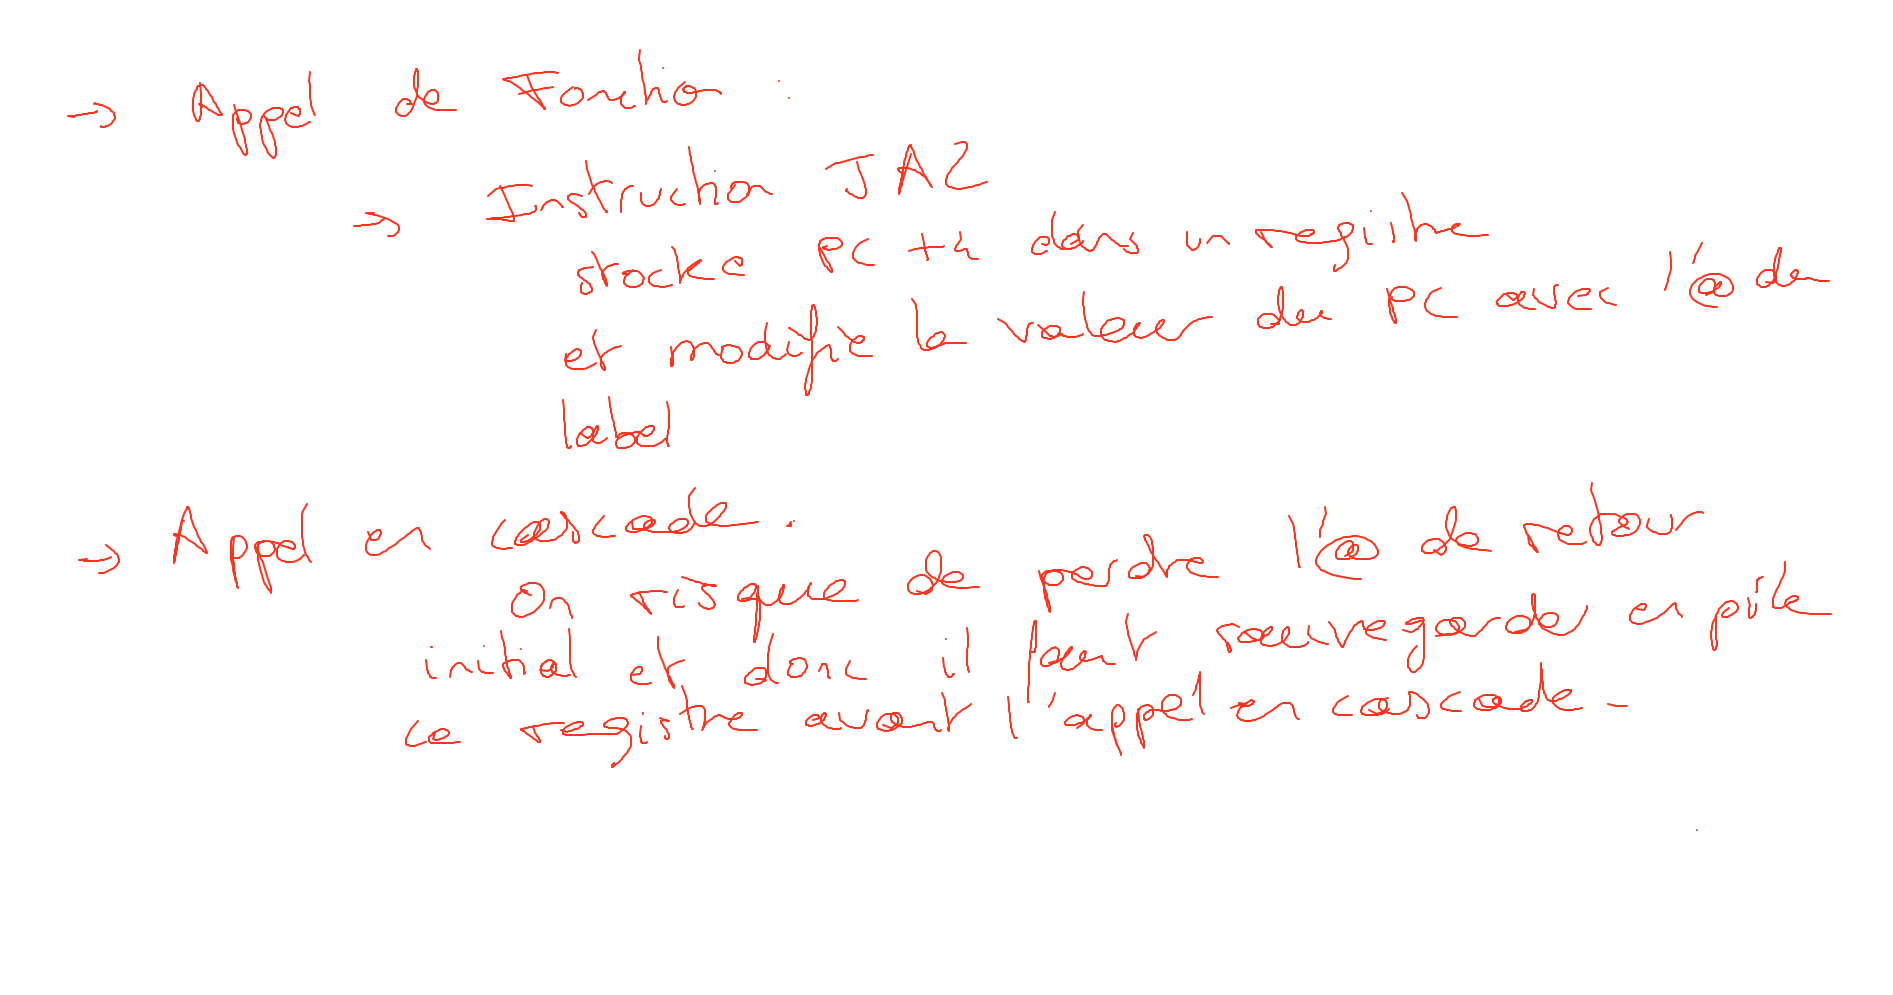 → Appel de Fonction :
→ Instruction JAL
stocke PC +4 dans un registre
et modifie la valeur du PC avec l'@ du
label
→ Appel en cascade.
On risque de perdre l'@ de retour
initial et donc il faut sauvegarder en pile
ce registre avant l'appel en cascade.